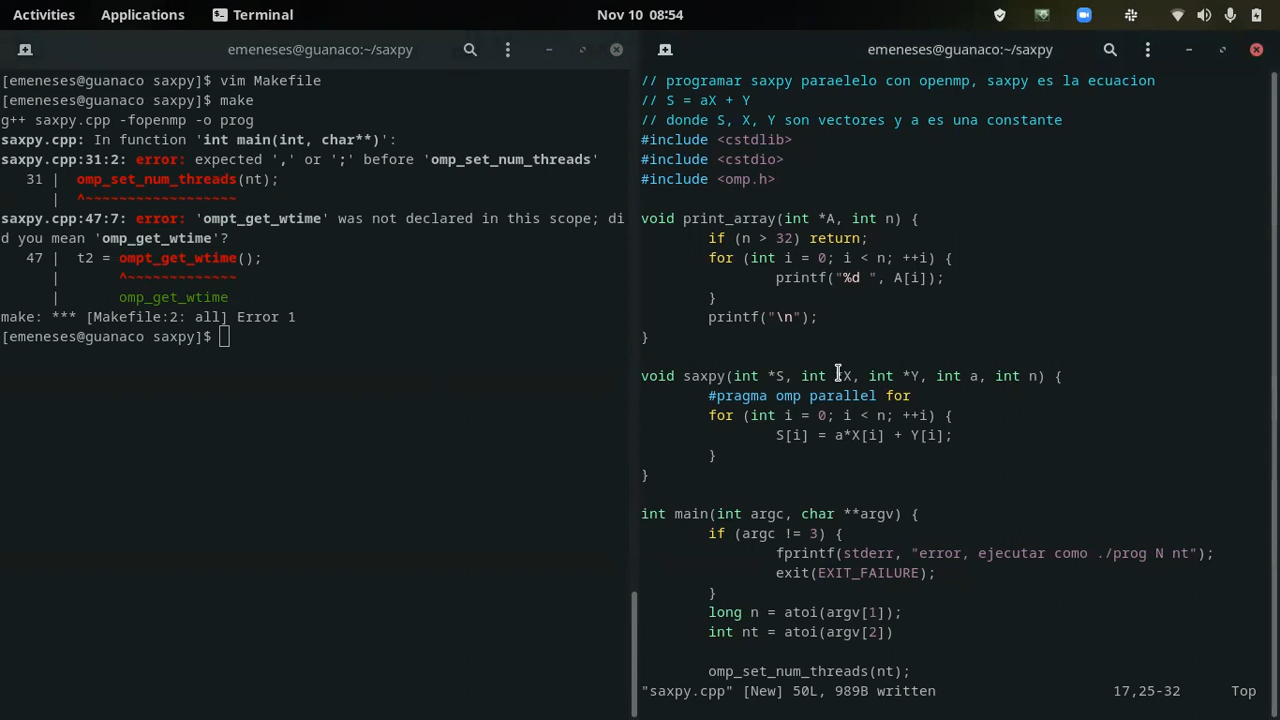 Activities Applications Terminal Nov 10 08:54
emeneses@guanaco:~/saxpy
[emeneses@guanaco saxpy]$ vim Makefile
[emeneses@guanaco saxpy]$ make
g++ saxpy.cpp -fopenmp -o prog
saxpy.cpp: In function 'int main(int, char**)':
saxpy.cpp:31:2: error: expected ',' or ';' before 'omp_set_num_threads'
31 | omp_set_num_threads(nt);
| ^~~~~~~~~~~~~~~~~~~
saxpy.cpp:47:7: error: 'ompt_get_wtime' was not declared in this scope; di
d you mean 'omp_get_wtime'?
47 | t2 = ompt_get_wtime();
| ^~~~~~~~~~~~~~
| omp_get_wtime
make: *** [Makefile:2: all] Error 1
[emeneses@guanaco saxpy]$
emeneses@guanaco:~/saxpy
// programar saxpy paraelelo con openmp, saxpy es la ecuacion
// S = aX + Y
// donde S, X, Y son vectores y a es una constante
#include <cstdlib>
#include <cstdio>
#include <omp.h>
void print_array(int *A, int n) {
if (n > 32) return;
for (int i = 0; i < n; ++i) {
printf("%d ", A[i]);
}
printf("\n");
}
void saxpy(int *S, int *X, int *Y, int a, int n) {
#pragma omp parallel for
for (int i = 0; i < n; ++i) {
S[i] = a*X[i] + Y[i];
}
}
int main(int argc, char **argv) {
if (argc != 3) {
fprintf(stderr, "error, ejecutar como ./prog N nt");
exit(EXIT_FAILURE);
}
long n = atoi(argv[1]);
int nt = atoi(argv[2])
omp_set_num_threads(nt);
"saxpy.cpp" [New] 50L, 989B written 17,25-32 Top